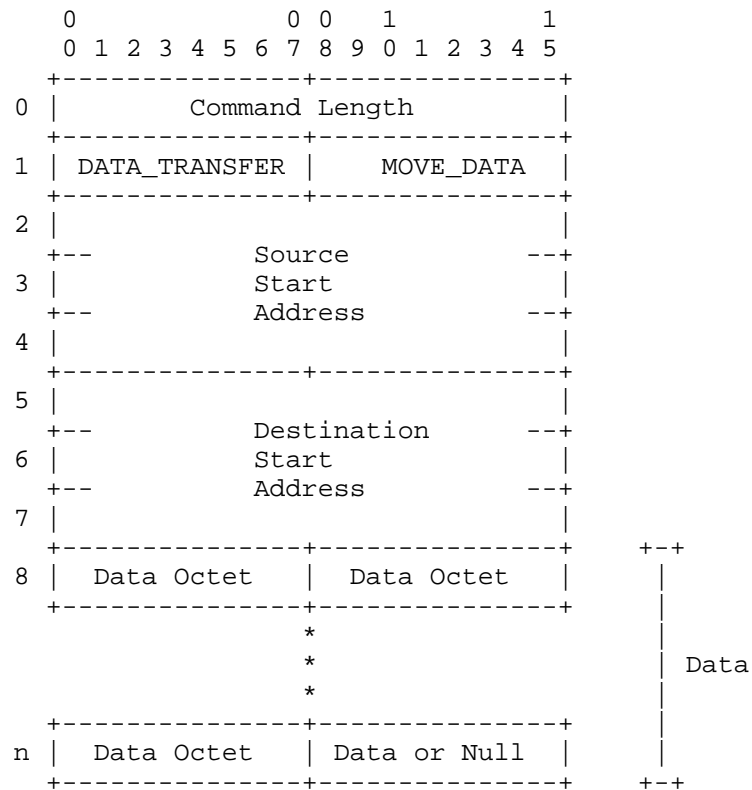 0             0 0   1         1
     0 1 2 3 4 5 6 7 8 9 0 1 2 3 4 5
    +---------------+---------------+
0 |         Command Length         |
    +---------------+---------------+
1 | DATA_TRANSFER |     MOVE_DATA  |
    +---------------+---------------+
2 |                               |
    +--          Source          --+
3 |            Start              |
    +--          Address         --+
4 |                               |
    +---------------+---------------+
5 |                               |
    +--          Destination     --+
6 |            Start              |
    +--          Address         --+
7 |                               |
    +---------------+---------------+    +-+
8 |  Data Octet   |  Data Octet   |     |
    +---------------+---------------+     |
                    *                     |
                    *                     | Data
                    *                     |
    +---------------+---------------+     |
n |  Data Octet   | Data or Null  |     |
    +---------------+---------------+    +-+